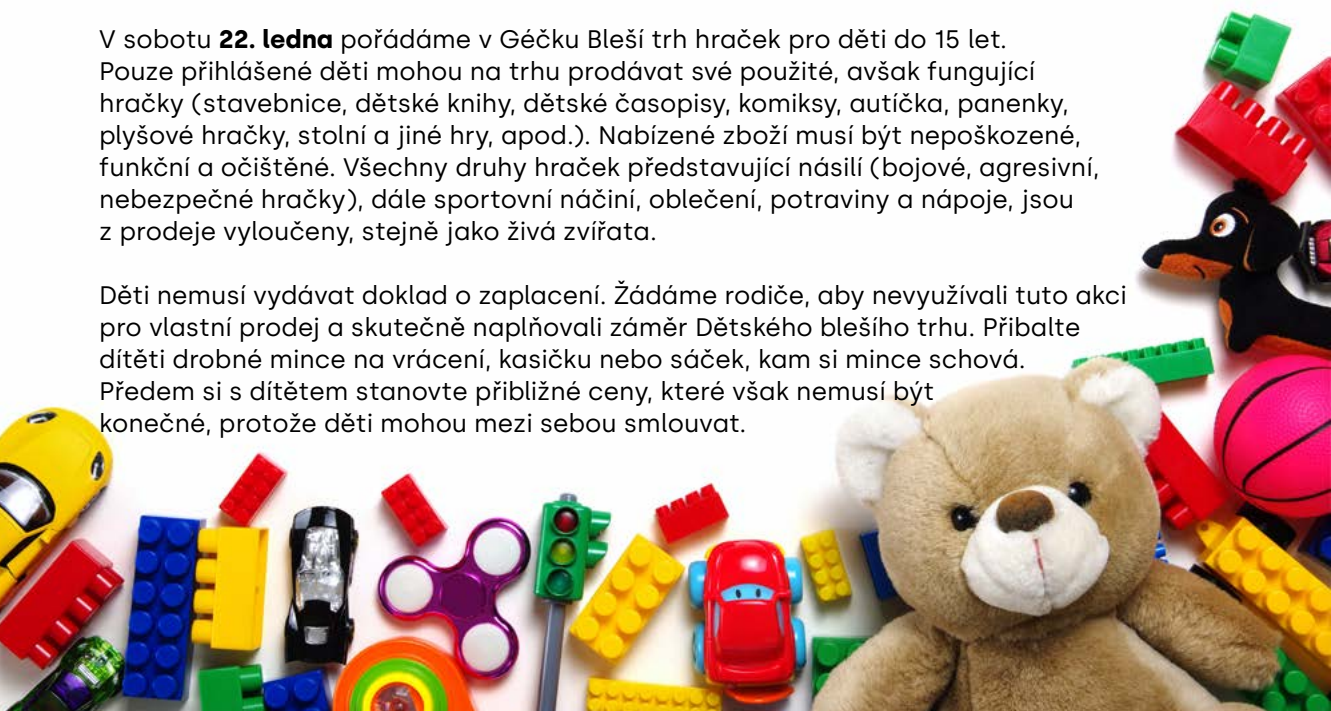 V sobotu 22. ledna pořádáme v Géčku Bleší trh hraček pro děti do 15 let.
Pouze přihlášené děti mohou na trhu prodávat své použité, avšak fungující
hračky (stavebnice, dětské knihy, dětské časopisy, komiksy, autíčka, panenky,
plyšové hračky, stolní a jiné hry, apod.). Nabízené zboží musí být nepoškozené,
funkční a očištěné. Všechny druhy hraček představující násilí (bojové, agresivní,
nebezpečné hračky), dále sportovní náčiní, oblečení, potraviny a nápoje, jsou
z prodeje vyloučeny, stejně jako živá zvířata.
Děti nemusí vydávat doklad o zaplacení. Žádáme rodiče, aby nevyužívali tuto akci
pro vlastní prodej a skutečně naplňovali záměr Dětského blešího trhu. Přibalte
dítěti drobné mince na vrácení, kasičku nebo sáček, kam si mince schová.
Předem si s dítětem stanovte přibližné ceny, které však nemusí být
konečné, protože děti mohou mezi sebou smlouvat.